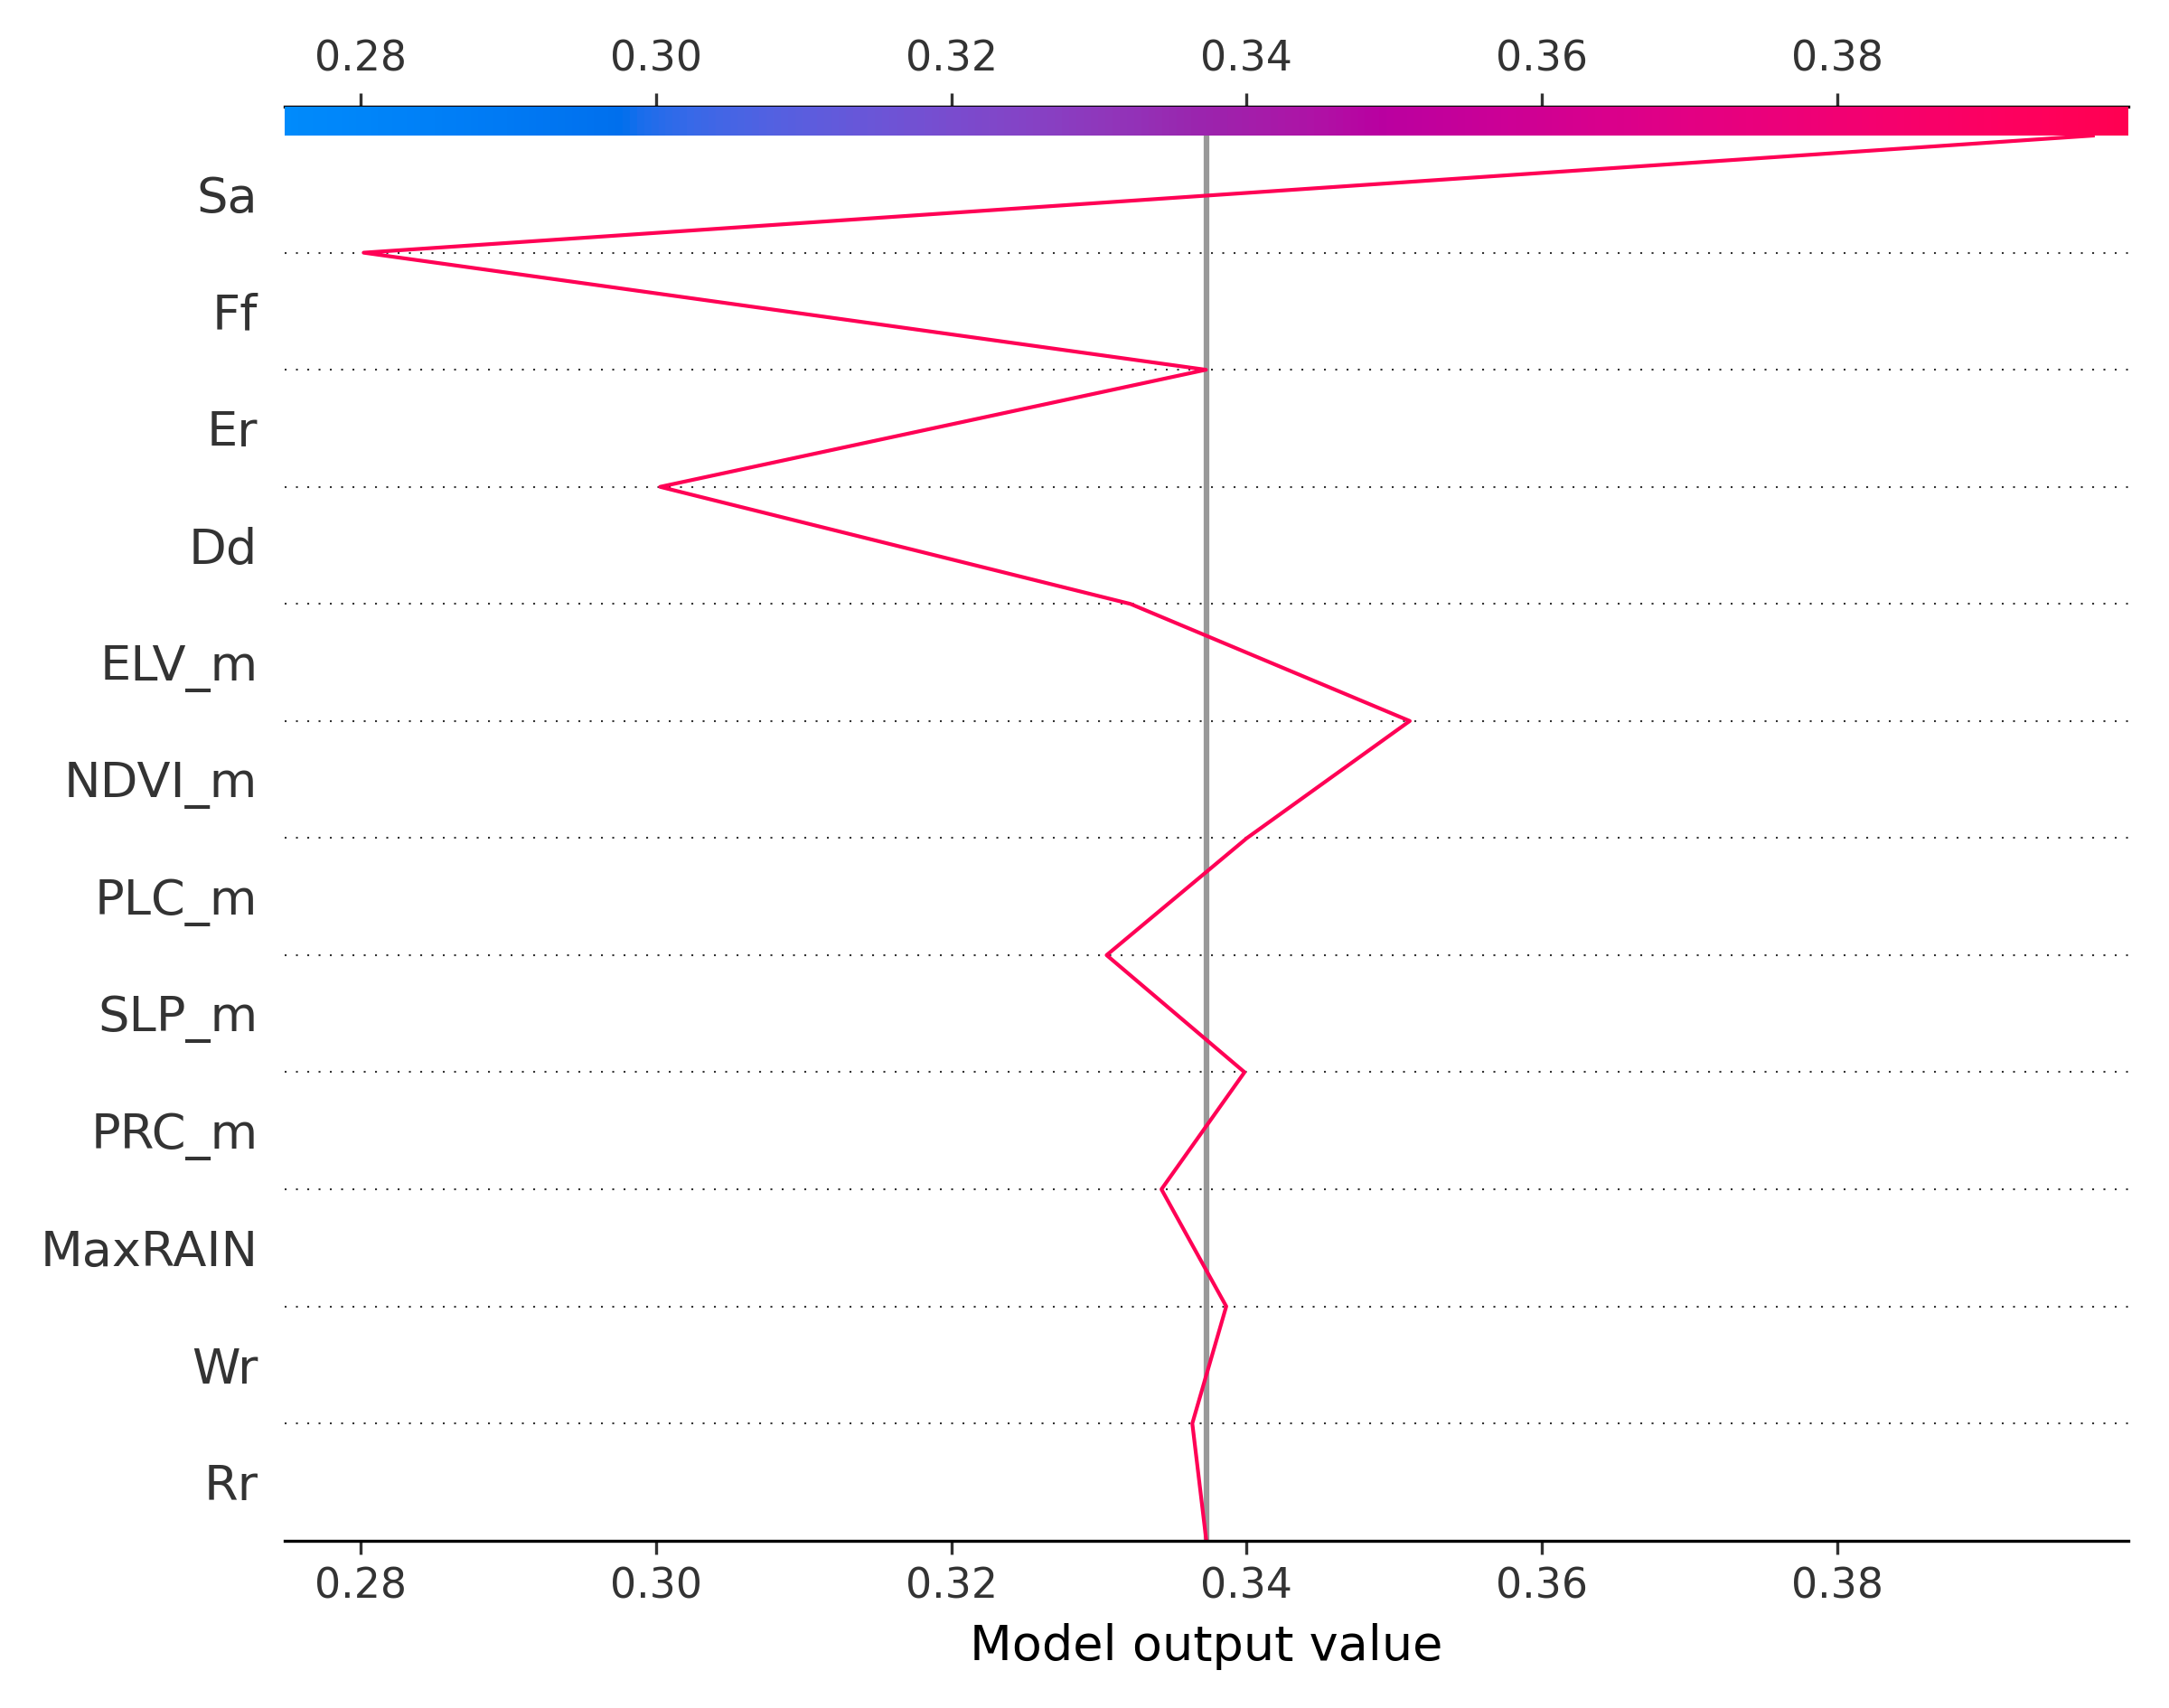 0.28 0.30 0.32 0.34 0.36 0.38
Sa
Ff
Er
Dd
ELV_m
NDVI_m
PLC_m
SLP_m
PRC_m
MaxRAIN
Wr
Rr
0.28 0.30 0.32 0.34 0.36 0.38
Model output value